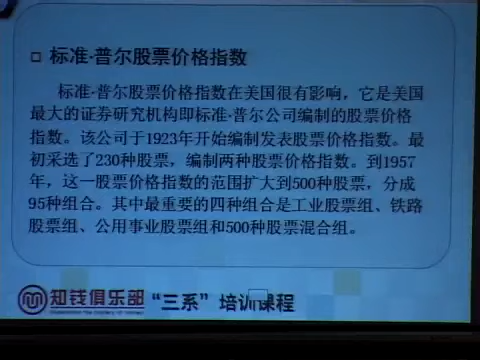 □ 标准·普尔股票价格指数
标准·普尔股票价格指数在美国很有影响，它是美国
最大的证券研究机构即标准·普尔公司编制的股票价格
指数。该公司于1923年开始编制发表股票价格指数。最
初采选了230种股票，编制两种股票价格指数。到1957
年，这一股票价格指数的范围扩大到500种股票，分成
95种组合。其中最重要的四种组合是工业股票组、铁路
股票组、公用事业股票组和500种股票混合组。
知钱俱乐部 “三系”培训课程